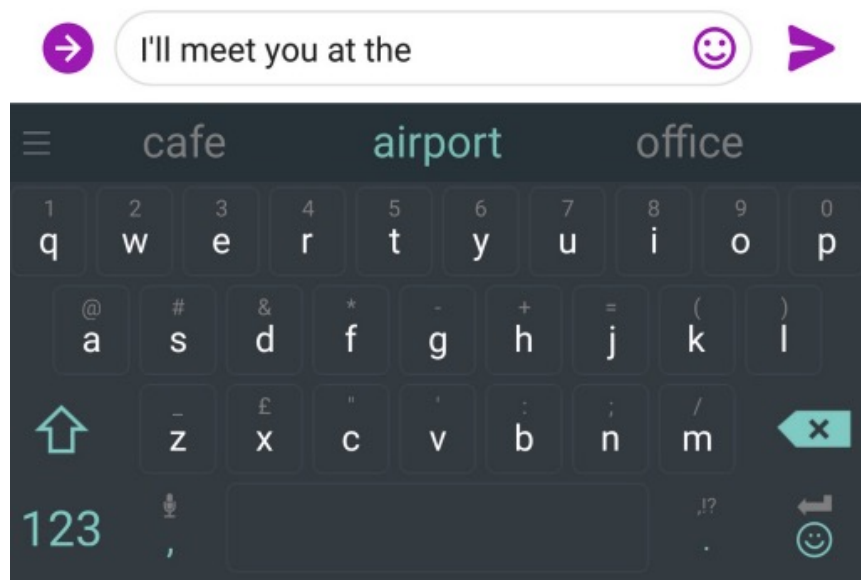 I'll meet you at the
cafe airport office
1 2 3 4 5 6 7 8 9 0
q w e r t y u i o p
@ # & * - + = ( )
a s d f g h j k l
_ £ " ' : ; /
z x c v b n m
,!?
123 , .